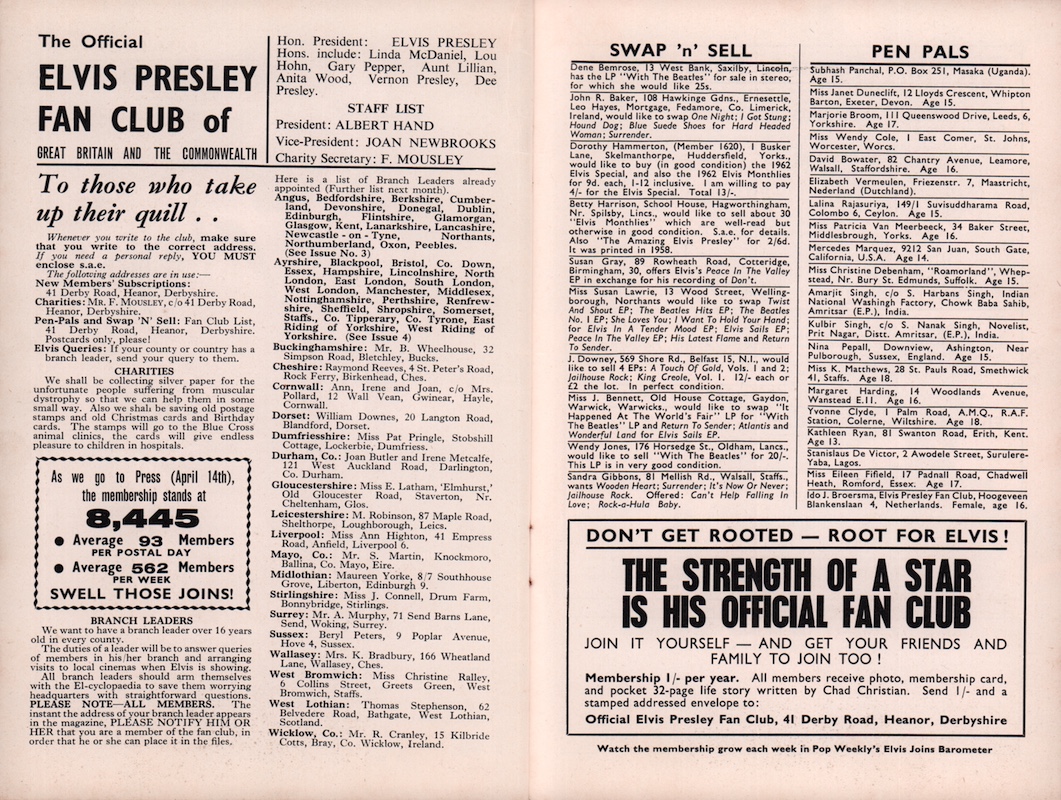 The Official
ELVIS PRESLEY
FAN CLUB of
GREAT BRITAIN AND THE COMMONWEALTH
Hon. President: ELVIS PRESLEY
Hons. include: Linda McDaniel, Lou
Hohn, Gary Pepper, Aunt Lillian,
Anita Wood, Vernon Presley, Dee
Presley.
STAFF LIST
President: ALBERT HAND
Vice-President: JOAN NEWBROOKS
Charity Secretary: F. MOUSLEY
To those who take
up their quill . .
Whenever you write to the club, make sure
that you write to the correct address.
If you need a personal reply, YOU MUST
enclose s.a.e.
The following addresses are in use:—
New Members' Subscriptions:
41 Derby Road, Heanor, Derbyshire.
Charities: Mr. F. MOUSLEY, c/o 41 Derby Road,
Heanor, Derbyshire.
Pen-Pals and Swap 'N' Sell: Fan Club List,
41 Derby Road, Heanor, Derbyshire.
Postcards only, please!
Elvis Queries: If your county or country has a
branch leader, send your query to them.
CHARITIES
We shall be collecting silver paper for the
unfortunate people suffering from muscular
dystrophy so that we can help them in some
small way. Also we shall be saving old postage
stamps and old Christmas cards and Birthday
cards. The stamps will go to the Blue Cross
animal clinics, the cards will give endless
pleasure to children in hospitals.
As we go to Press (April 14th),
the membership stands at
8,445
● Average 93 Members
PER POSTAL DAY
● Average 562 Members
PER WEEK
SWELL THOSE JOINS!
BRANCH LEADERS
We want to have a branch leader over 16 years
old in every county.
The duties of a leader will be to answer queries
of members in his/her branch and arranging
visits to local cinemas when Elvis is showing.
All branch leaders should arm themselves
with the El-cyclopaedia to save them worrying
headquarters with straightforward questions.
PLEASE NOTE—ALL MEMBERS. The
instant the address of your branch leader appears
in the magazine, PLEASE NOTIFY HIM OR
HER that you are a member of the fan club, in
order that he or she can place it in the files.
Here is a list of Branch Leaders already
appointed (Further list next month).
Angus, Bedfordshire, Berkshire, Cumber-
land, Devonshire, Donegal, Dublin,
Edinburgh, Flintshire, Glamorgan,
Glasgow, Kent, Lanarkshire, Lancashire,
Newcastle - on - Tyne, Northants,
Northumberland, Oxon, Peebles.
(See Issue No. 3)
Ayrshire, Blackpool, Bristol, Co. Down,
Essex, Hampshire, Lincolnshire, North
London, East London, South London,
West London, Manchester, Middlesex,
Nottinghamshire, Perthshire, Renfrew-
shire, Sheffield, Shropshire, Somerset,
Staffs., Co. Tipperary, Co. Tyrone, East
Riding of Yorkshire, West Riding of
Yorkshire. (See Issue 4)
Buckinghamshire: Mr. B. Wheelhouse, 32
Simpson Road, Bletchley, Bucks.
Cheshire: Raymond Reeves, 4 St. Peter's Road,
Rock Ferry, Birkenhead, Ches.
Cornwall: Ann, Irene and Joan, c/o Mrs.
Pollard, 12 Wall Vean, Gwinear, Hayle,
Cornwall.
Dorset: William Downes, 20 Langton Road,
Blandford, Dorset.
Dumfriesshire: Miss Pat Pringle, Stobshill
Cottage, Lockerbie, Dumfriess.
Durham, Co.: Joan Butler and Irene Metcalfe,
121 West Auckland Road, Darlington,
Co. Durham.
Gloucestershire: Miss E. Latham, 'Elmhurst,'
Old Gloucester Road, Staverton, Nr.
Cheltenham, Glos.
Leicestershire: M. Robinson, 87 Maple Road,
Shelthorpe, Loughborough, Leics.
Liverpool: Miss Ann Highton, 41 Empress
Road, Anfield, Liverpool 6.
Mayo, Co.: Mr. S. Martin, Knockmoro,
Ballina, Co. Mayo, Eire.
Midlothian: Maureen Yorke, 8/7 Southhouse
Grove, Liberton, Edinburgh 9.
Stirlingshire: Miss J. Connell, Drum Farm,
Bonnybridge, Stirlings.
Surrey: Mr. A. Murphy, 71 Send Barns Lane,
Send, Woking, Surrey.
Sussex: Beryl Peters, 9 Poplar Avenue,
Hove 4, Sussex.
Wallasey: Mrs. K. Bradbury, 166 Wheatland
Lane, Wallasey, Ches.
West Bromwich: Miss Christine Ralley,
6 Collins Street, Greets Green, West
Bromwich, Staffs.
West Lothian: Thomas Stephenson, 62
Belvedere Road, Bathgate, West Lothian,
Scotland.
Wicklow, Co.: Mr. R. Cranley, 15 Kilbride
Cotts, Bray, Co. Wicklow, Ireland.
SWAP 'n' SELL
Dene Bemrose, 13 West Bank, Saxilby, Lincoln,
has the LP "With The Beatles" for sale in stereo,
for which she would like 25s.
John R. Baker, 108 Hawkinge Gdns., Ernesettle,
Leo Hayes, Mortgage, Fedamore, Co. Limerick,
Ireland, would like to swap One Night; I Got Stung;
Hound Dog; Blue Suede Shoes for Hard Headed
Woman; Surrender.
Dorothy Hammerton, (Member 1620), 1 Busker
Lane, Skelmanthorpe, Huddersfield, Yorks.,
would like to buy (in good condition) the 1962
Elvis Special, and also the 1962 Elvis Monthlies
for 9d. each, 1-12 inclusive. I am willing to pay
4/- for the Elvis Special. Total 13/-.
Betty Harrison, School House, Hagworthingham,
Nr. Spilsby, Lincs., would like to sell about 30
"Elvis Monthlies" which are well-read but
otherwise in good condition. S.a.e. for details.
Also "The Amazing Elvis Presley" for 2/6d.
It was printed in 1958.
Susan Gray, 89 Rowheath Road, Cotteridge,
Birmingham, 30, offers Elvis's Peace In The Valley
EP in exchange for his recording of Don't.
Miss Susan Lawrie, 13 Wood Street, Welling-
borough, Northants would like to swap Twist
And Shout EP; The Beatles Hits EP; The Beatles
No. I EP; She Loves You; I Want To Hold Your Hand;
for Elvis In A Tender Mood EP; Elvis Sails EP;
Peace In The Valley EP; His Latest Flame and Return
To Sender.
J. Downey, 569 Shore Rd., Belfast 15, N.I., would
like to sell 4 EPs: A Touch Of Gold, Vols. 1 and 2;
Jailhouse Rock; King Creole, Vol. 1. 12/- each or
£2 the lot. In perfect condition.
Miss J. Bennett, Old House Cottage, Gaydon,
Warwick, Warwicks., would like to swap "It
Happened At The World's Fair" LP for "With
The Beatles" LP and Return To Sender; Atlantis and
Wonderful Land for Elvis Sails EP.
Wendy Jones, 176 Horsedge St., Oldham, Lancs.,
would like to sell "With The Beatles" for 20/-.
This LP is in very good condition.
Sandra Gibbons, 81 Mellish Rd., Walsall, Staffs.,
wants Wooden Heart; Surrender; It's Now Or Never;
Jailhouse Rock. Offered: Can't Help Falling In
Love; Rock-a-Hula Baby.
PEN PALS
Subhash Panchal, P.O. Box 251, Masaka (Uganda).
Age 15.
Miss Janet Duneclift, 12 Lloyds Crescent, Whipton
Barton, Exeter, Devon. Age 15.
Marjorie Broom, 111 Queenswood Drive, Leeds, 6,
Yorkshire. Age 17.
Miss Wendy Cole, 1 East Comer, St. Johns,
Worcester, Worcs.
David Bowater, 82 Chantry Avenue, Leamore,
Walsall, Staffordshire. Age 16.
Elizabeth Vermeulen, Friezenstr. 7, Maastricht,
Nederland (Dutchland).
Lalina Rajasuriya, 149/1 Suvisuddharama Road,
Colombo 6, Ceylon. Age 15.
Miss Patricia Van Meerbeeck, 34 Baker Street,
Middlesbrough, Yorks. Age 16.
Mercedes Marquez, 9212 San Juan, South Gate,
California, U.S.A. Age 14.
Miss Christine Debenham, "Roamorland", Whep-
stead, Nr. Bury St. Edmunds, Suffolk. Age 15.
Amarjit Singh, c/o S. Harbans Singh, Indian
National Washingh Factory, Chowk Baba Sahib,
Amritsar (E.P.), India.
Kulbir Singh, c/o S. Nanak Singh, Novelist,
Prit Nagar, Distt. Amritsar, (E.P.), India.
Nina Pepall, Downview, Ashington, Near
Pulborough, Sussex, England. Age 15.
Miss K. Matthews, 28 St. Pauls Road, Smethwick
41, Staffs. Age 18.
Margaret Harding, 14 Woodlands Avenue,
Wanstead E.11. Age 16.
Yvonne Clyde, 1 Palm Road, A.M.Q., R.A.F.
Station, Colerne, Wiltshire. Age 18.
Kathleen Ryan, 81 Swanton Road, Erith, Kent.
Age 13.
Stanislaus De Victor, 2 Awodele Street, Surulere-
Yaba, Lagos.
Miss Eileen Fifield, 17 Padnall Road, Chadwell
Heath, Romford, Essex. Age 17.
Ido J. Broersma, Elvis Presley Fan Club, Hoogeveen
Blankenslaan 4, Netherlands. Female, age 16.
DON'T GET ROOTED — ROOT FOR ELVIS!
THE STRENGTH OF A STAR
IS HIS OFFICIAL FAN CLUB
JOIN IT YOURSELF — AND GET YOUR FRIENDS AND
FAMILY TO JOIN TOO!
Membership 1/- per year. All members receive photo, membership card,
and pocket 32-page life story written by Chad Christian. Send 1/- and a
stamped addressed envelope to:
Official Elvis Presley Fan Club, 41 Derby Road, Heanor, Derbyshire
Watch the membership grow each week in Pop Weekly's Elvis Joins Barometer